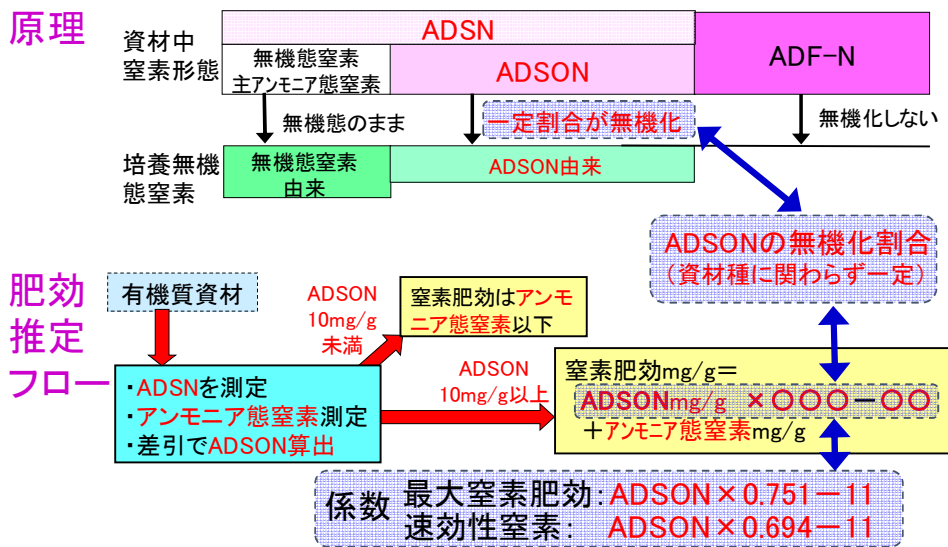 原理
資材中
窒素形態
ADSN
無機態窒素
主アンモニア態窒素
ADSON
ADF-N
無機態のまま
一定割合が無機化
無機化しない
培養無機
態窒素
無機態窒素
由来
ADSON由来
ADSONの無機化割合
(資材種に関わらず一定)
肥効
推定
フロー
有機質資材
ADSON
10mg/g
未満
窒素肥効はアンモ
ニア態窒素以下
・ADSNを測定
・アンモニア態窒素測定
・差引でADSON算出
ADSON
10mg/g以上
窒素肥効mg/g=
ADSONmg/g ×〇〇〇-〇〇
+アンモニア態窒素mg/g
係数
最大窒素肥効:ADSON×0.751-11
速効性窒素: ADSON×0.694-11